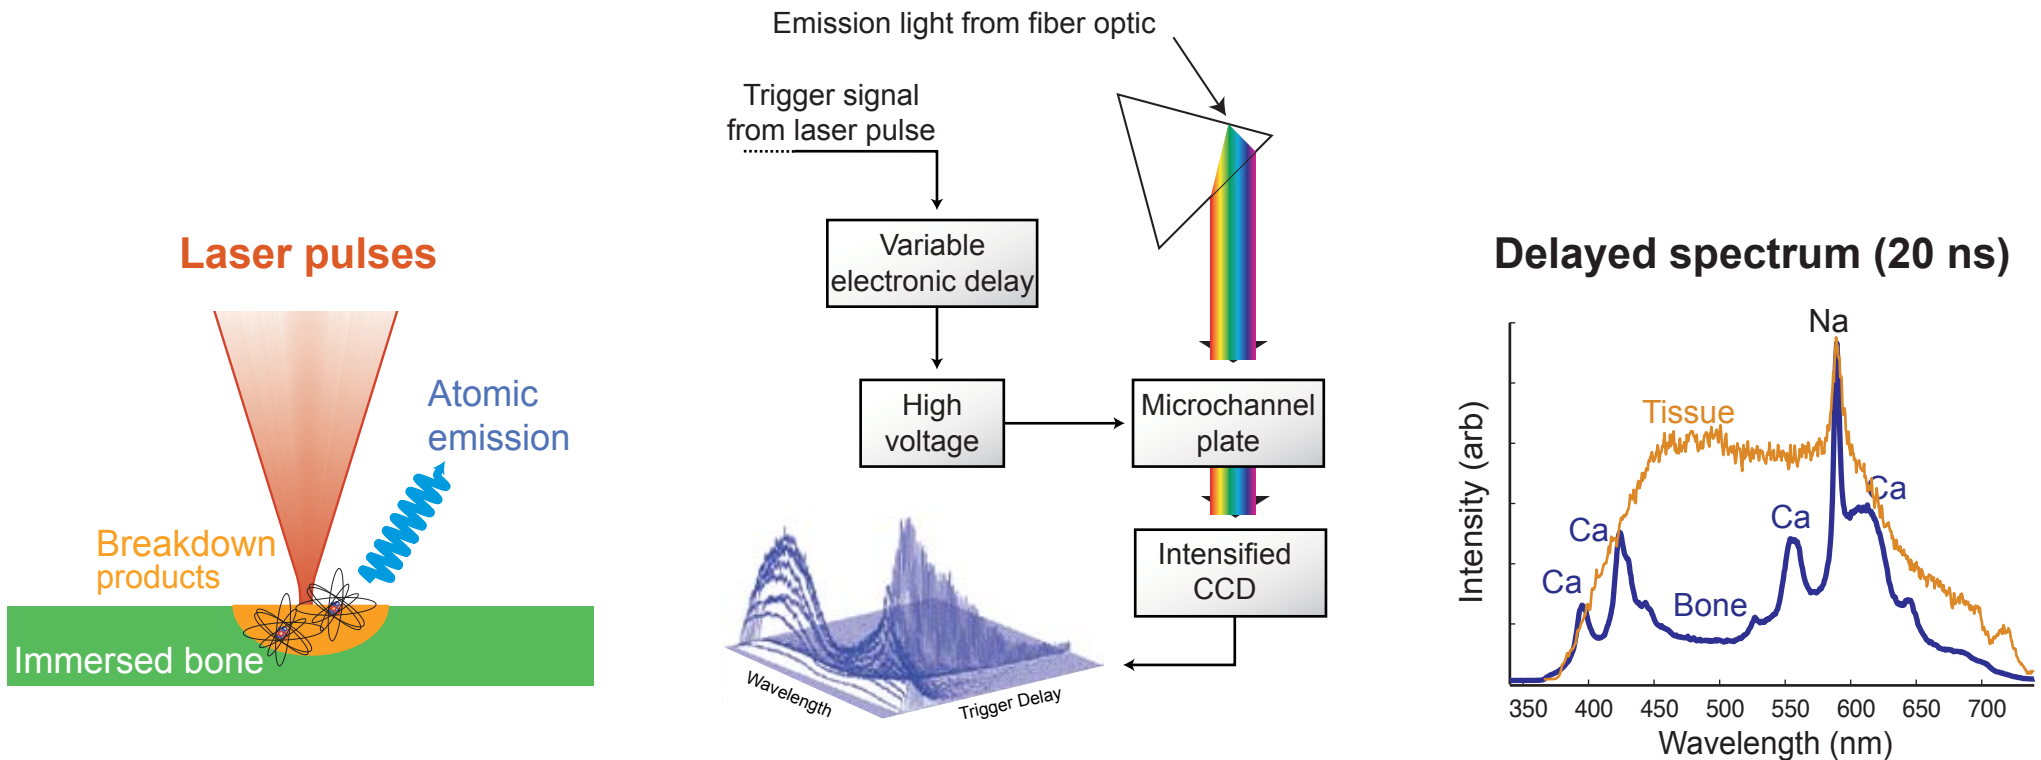 Laser pulses
Atomic
emission
Breakdown
products
Immersed bone
Emission light from fiber optic
Trigger signal
from laser pulse
Variable
electronic delay
High
voltage
Microchannel
plate
Intensified
CCD
Wavelength
Trigger Delay
Delayed spectrum (20 ns)
Na
Tissue
Ca
Ca
Ca
Ca
Bone
Intensity (arb)
350 400 450 500 550 600 650 700
Wavelength (nm)